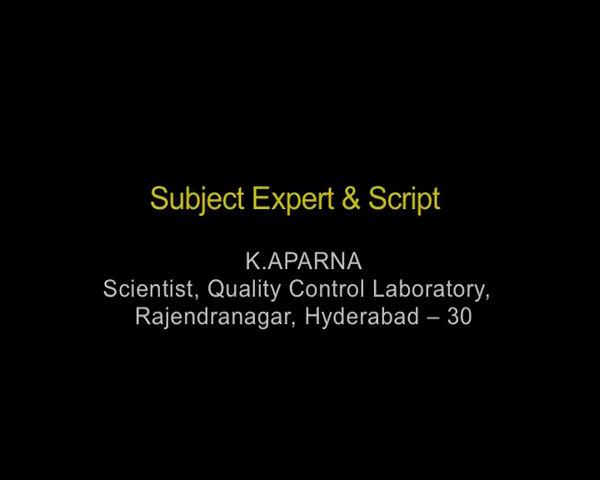 Subject Expert & Script
K.APARNA
Scientist, Quality Control Laboratory,
Rajendranagar, Hyderabad – 30